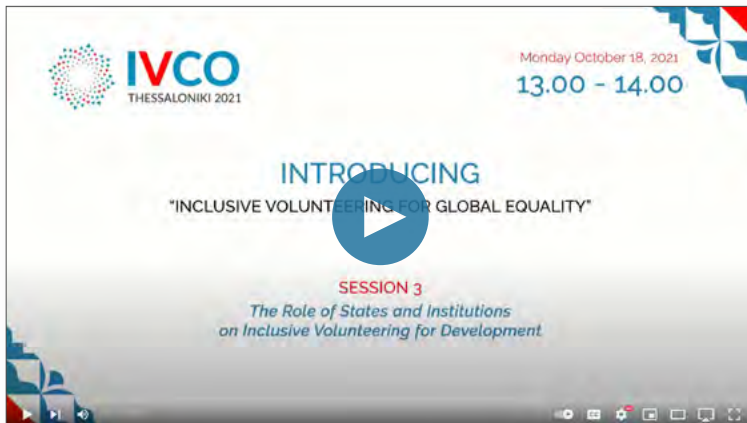 IVCO
THESSALONIKI 2021
Monday October 18, 2021
13.00 - 14.00
INTRODUCING
"INCLUSIVE VOLUNTEERING FOR GLOBAL EQUALITY"
SESSION 3
The Role of States and Institutions
on Inclusive Volunteering for Development